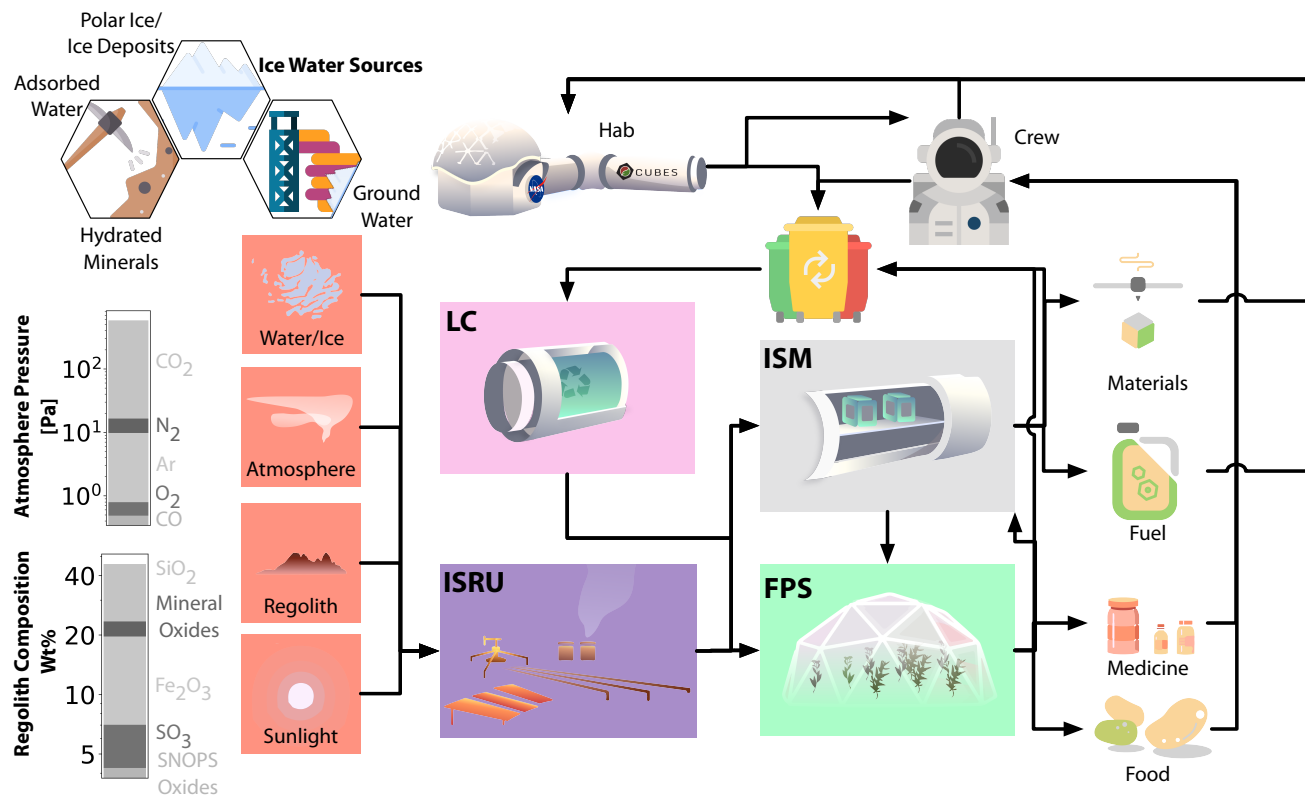 Polar Ice/
Ice Deposits
Ice Water Sources
Adsorbed
Water
Ground
Water
Hydrated
Minerals
Hab
CUBES
NASA
Crew
Water/Ice
Atmosphere
Regolith
Sunlight
Atmosphere Pressure
[Pa]
10²
10¹
10⁰
CO₂
N₂
Ar
O₂
CO
Regolith Composition
Wt%
40
20
10
5
SiO₂
Mineral
Oxides
Fe₂O₃
SO₃
SNOPS
Oxides
LC
ISM
ISRU
FPS
Materials
Fuel
Medicine
Food